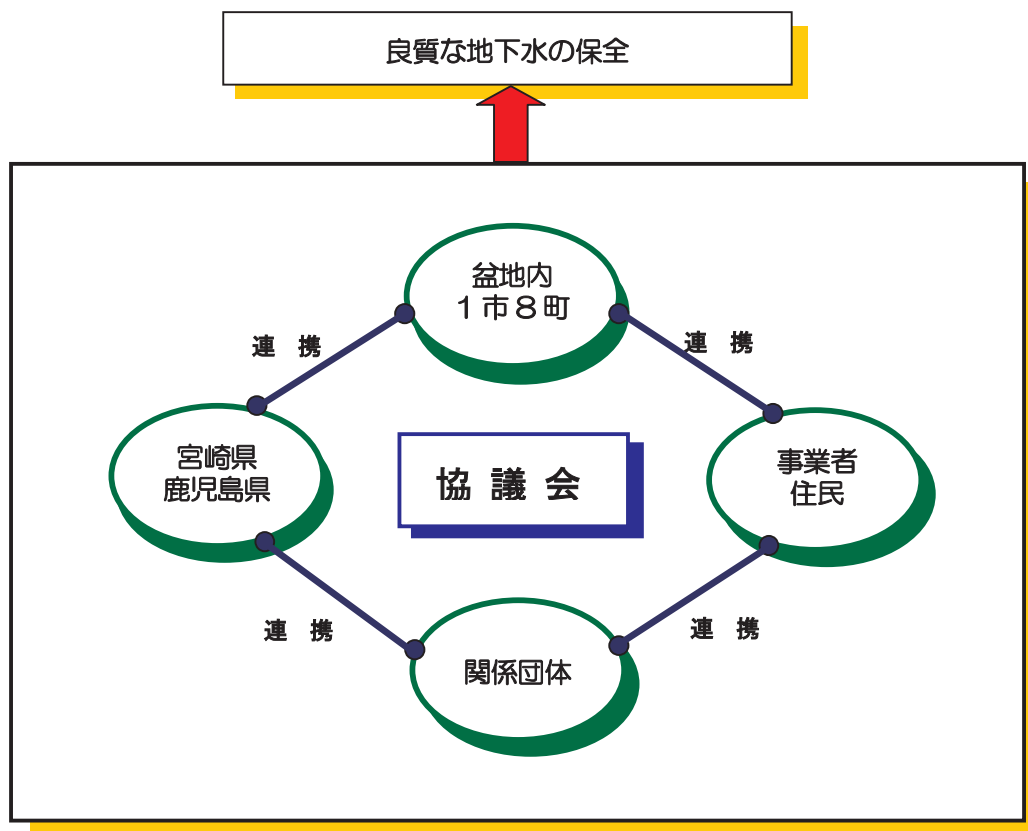 良質な地下水の保全
盆地内
1市8町
連 携
連 携
宮崎県
鹿児島県
協 議 会
事業者
住民
連 携
連 携
関係団体